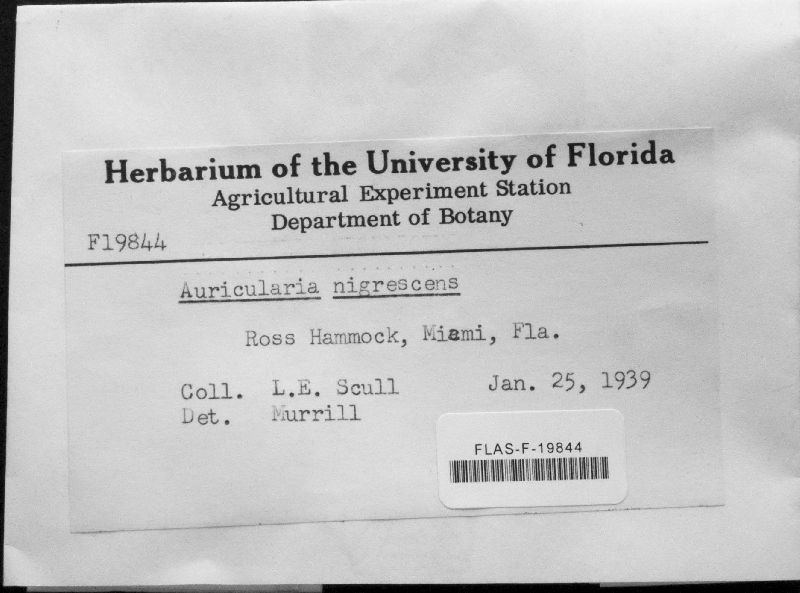 Herbarium of the University of Florida
Agricultural Experiment Station
Department of Botany
F19844
Auricularia nigrescens
Ross Hammock, Miami, Fla.
Coll. L.E. Scull Jan. 25, 1939
Det. Murrill
FLAS-F-19844